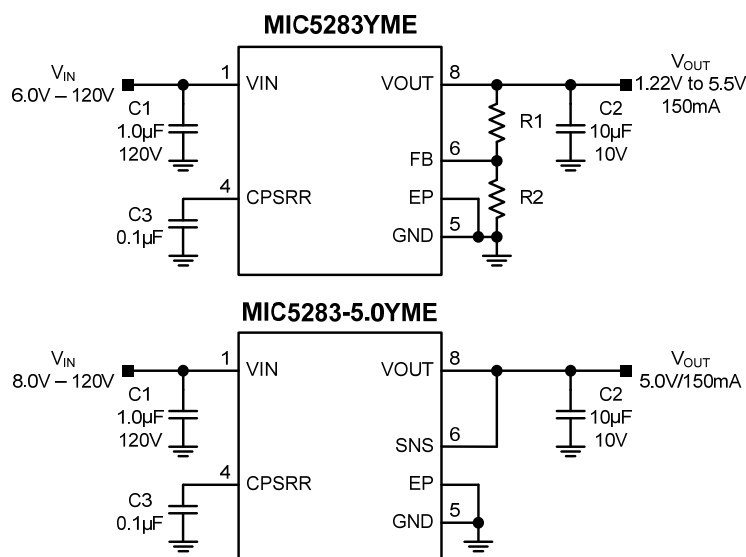 MIC5283YME
VIN
6.0V – 120V
C1
1.0µF
120V
1
VIN
VOUT
8
VOUT
1.22V to 5.5V
150mA
C2
10µF
10V
R1
FB
6
R2
4
CPSRR
C3
0.1µF
EP
GND
5
MIC5283-5.0YME
VIN
8.0V – 120V
C1
1.0µF
120V
1
VIN
VOUT
8
VOUT
5.0V/150mA
C2
10µF
10V
SNS
6
4
CPSRR
C3
0.1µF
EP
GND
5